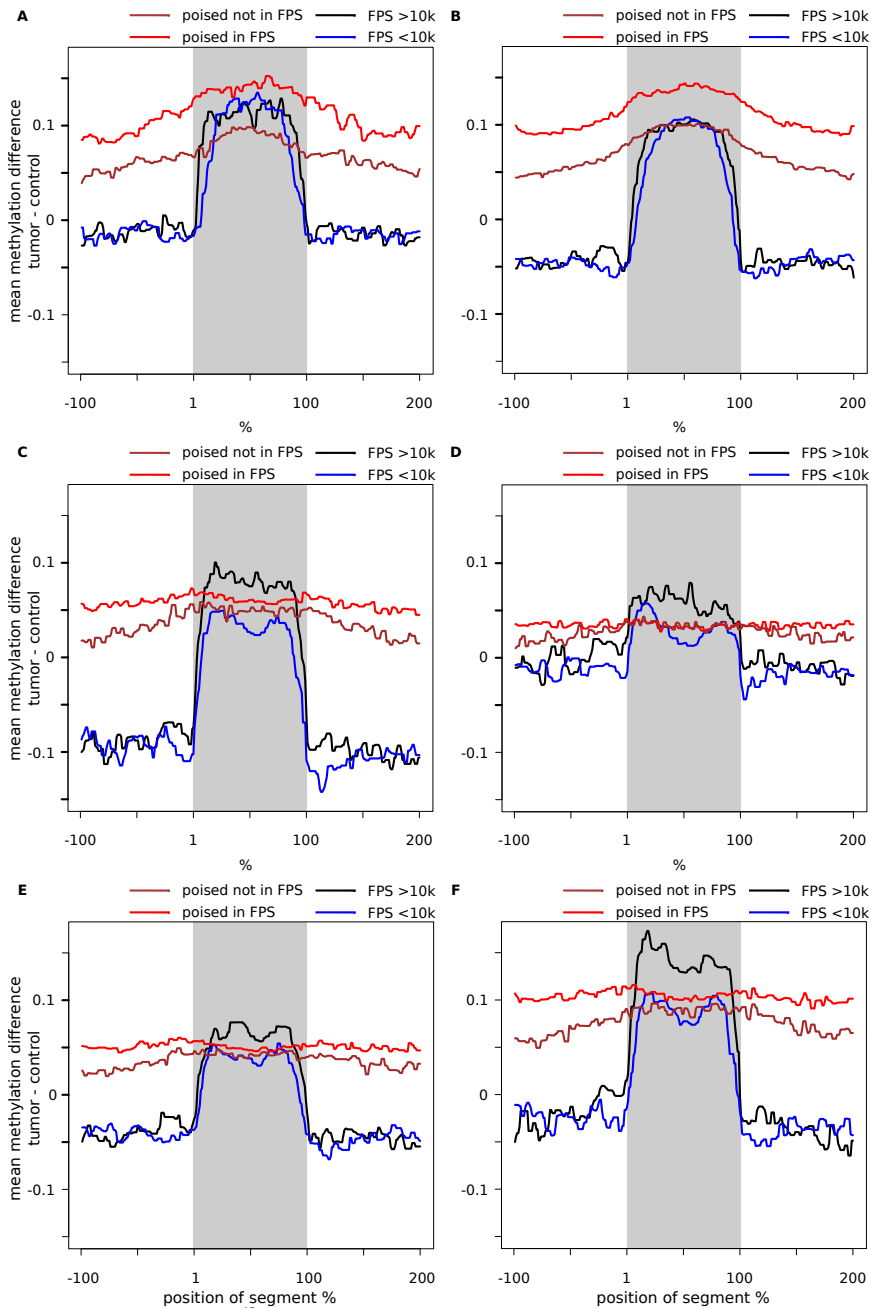 A
poised not in FPS
FPS >10k
poised in FPS
FPS <10k
mean methylation difference
tumor - control
0.1
0
-0.1
-100
1
100
200
%
B
poised not in FPS
FPS >10k
poised in FPS
FPS <10k
0.1
0
-0.1
-100
1
100
200
%
C
poised not in FPS
FPS >10k
poised in FPS
FPS <10k
mean methylation difference
tumor - control
0.1
0
-0.1
-100
1
100
200
%
D
poised not in FPS
FPS >10k
poised in FPS
FPS <10k
0.1
0
-0.1
-100
1
100
200
%
E
poised not in FPS
FPS >10k
poised in FPS
FPS <10k
mean methylation difference
tumor - control
0.1
0
-0.1
-100
1
100
200
position of segment %
F
poised not in FPS
FPS >10k
poised in FPS
FPS <10k
0.1
0
-0.1
-100
1
100
200
position of segment %